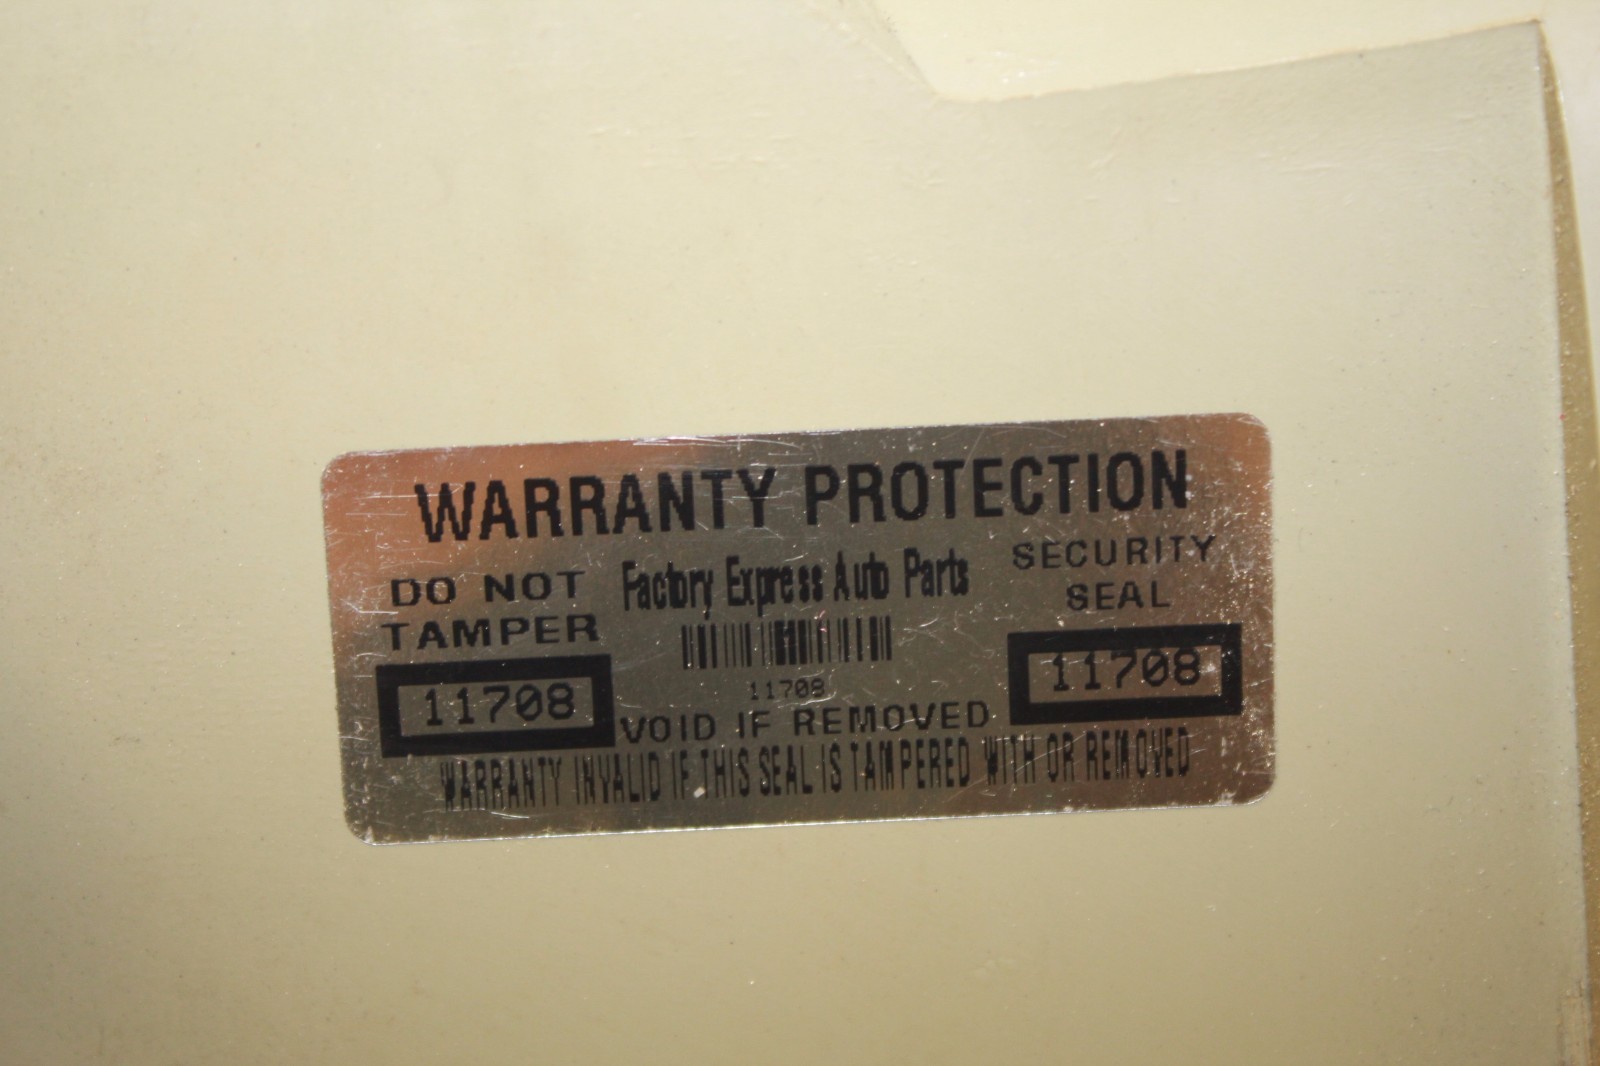 WARRANTY PROTECTION
DO NOT
TAMPER
11708
Factory Express Auto Parts
11708
VOID IF REMOVED
SECURITY
SEAL
11708
WARRANTY INVALID IF THIS SEAL IS TAMPERED WITH OR REMOVED